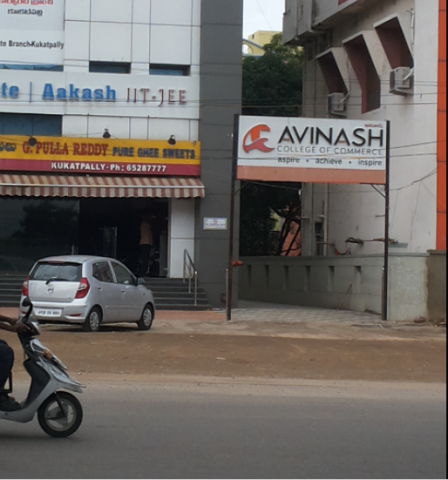 te Branch-Kukatpally
te | Aakash IIT-JEE
G. PULLA REDDY PURE GHEE SWEETS
KUKATPALLY-Ph: 65287777
AVINASH
COLLEGE OF COMMERCE
aspire • achieve • inspire